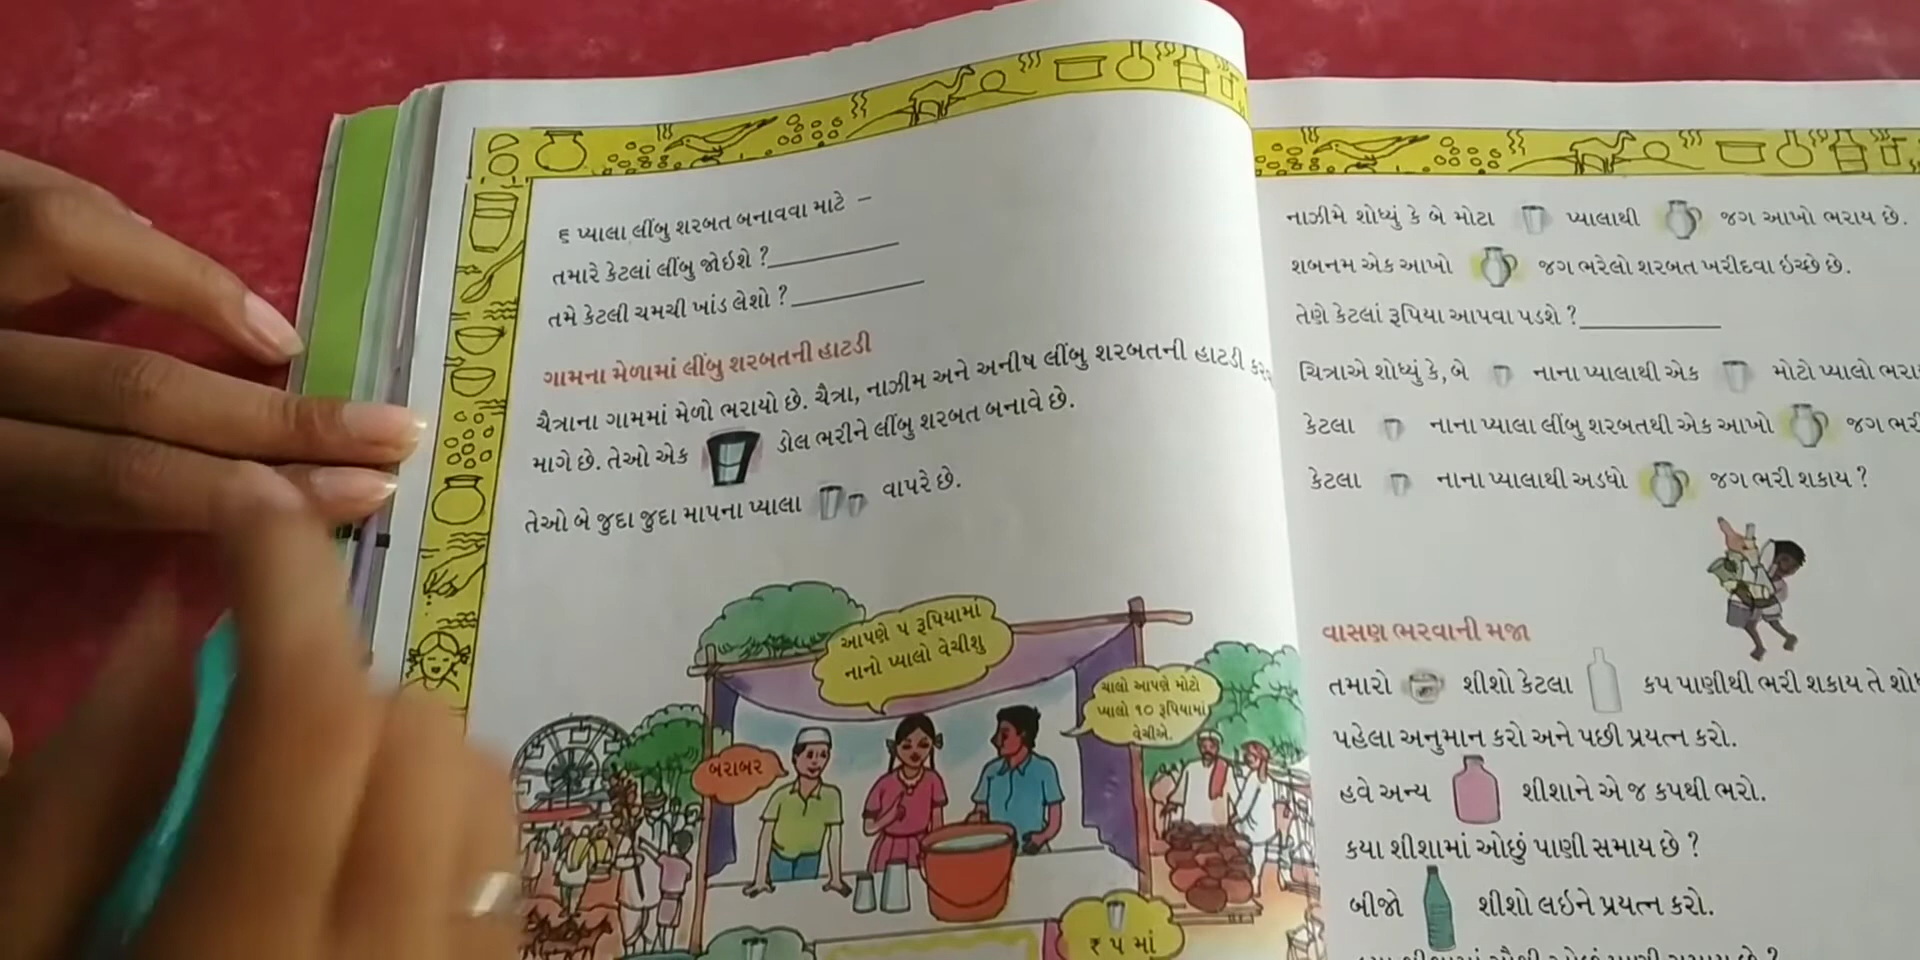 ૬ પ્યાલા લીંબુ શરબત બનાવવા માટે –
તમારે કેટલાં લીંબુ જોઇશે ?
તમે કેટલી ચમચી ખાંડ લેશો ?
ગામના મેળામાં લીંબુ શરબતની હાટડી
ચૈત્રાના ગામમાં મેળો ભરાયો છે. ચૈત્રા, નાઝીમ અને અનીષ લીંબુ શરબતની હાટડી
માગે છે. તેઓ એક ડોલ ભરીને લીંબુ શરબત બનાવે છે.
તેઓ બે જુદા જુદા માપના પ્યાલા વાપરે છે.
આપણે ૫ રૂપિયામાં
નાનો પ્યાલો વેચીશુ
ચાલો આપણે મોટો
પ્યાલો ૧૦ રૂપિયામાં
વેચીએ.
બરાબર
₹ ૫ માં
નાઝીમે શોધ્યું કે બે મોટા પ્યાલાથી જગ આખો ભરાય છે.
શબનમ એક આખો જગ ભરેલો શરબત ખરીદવા ઇચ્છે છે.
તેણે કેટલાં રૂપિયા આપવા પડશે ?
ચિત્રાએ શોધ્યું કે, બે નાના પ્યાલાથી એક મોટો પ્યાલો
કેટલા નાના પ્યાલા લીંબુ શરબતથી એક આખો જગ
કેટલા નાના પ્યાલાથી અડધો જગ ભરી શકાય ?
વાસણ ભરવાની મજા
તમારો શીશો કેટલા કપ પાણીથી ભરી શકાય તે
પહેલા અનુમાન કરો અને પછી પ્રયત્ન કરો.
હવે અન્ય શીશાને એ જ કપથી ભરો.
કયા શીશામાં ઓછું પાણી સમાય છે ?
બીજો શીશો લઇને પ્રયત્ન કરો.